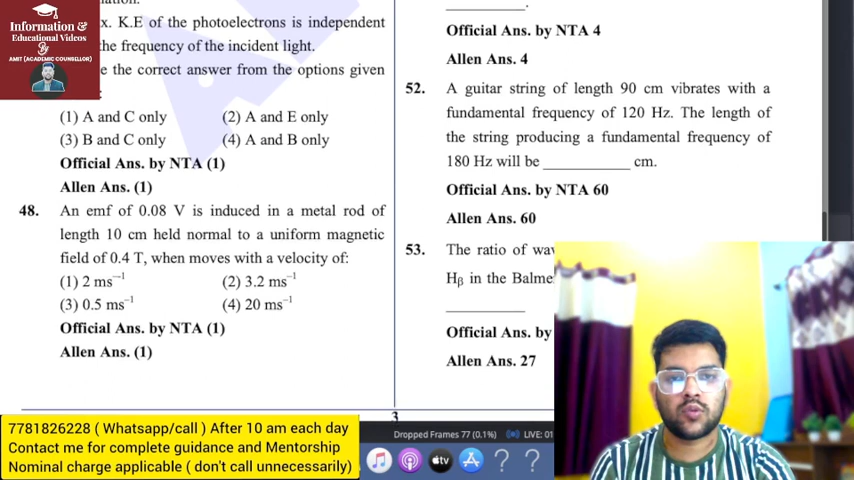 Information &
Educational Videos
By
AMIT (ACADEMIC COUNSELLOR)
x. K.E of the photoelectrons is independent
the frequency of the incident light.
e the correct answer from the options given
:
(1) A and C only (2) A and E only
(3) B and C only (4) A and B only
Official Ans. by NTA (1)
Allen Ans. (1)
48. An emf of 0.08 V is induced in a metal rod of
length 10 cm held normal to a uniform magnetic
field of 0.4 T, when moves with a velocity of:
(1) 2 ms⁻¹ (2) 3.2 ms⁻¹
(3) 0.5 ms⁻¹ (4) 20 ms⁻¹
Official Ans. by NTA (1)
Allen Ans. (1)
___________.
Official Ans. by NTA 4
Allen Ans. 4
52. A guitar string of length 90 cm vibrates with a
fundamental frequency of 120 Hz. The length of
the string producing a fundamental frequency of
180 Hz will be ____________ cm.
Official Ans. by NTA 60
Allen Ans. 60
53. The ratio of wav
Hβ in the Balme
___________
Official Ans. by
Allen Ans. 27
3
7781826228 ( Whatsapp/call ) After 10 am each day
Contact me for complete guidance and Mentorship
Nominal charge applicable ( don't call unnecessarily)
Dropped Frames 77 (0.1%) LIVE: 01
tv